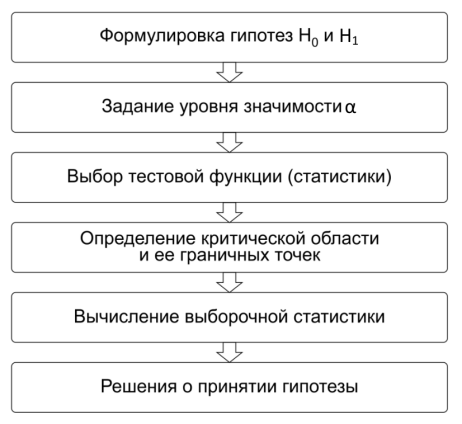 Формулировка гипотез H₀ и H₁
Задание уровня значимости α
Выбор тестовой функции (статистики)
Определение критической области
и ее граничных точек
Вычисление выборочной статистики
Решения о принятии гипотезы